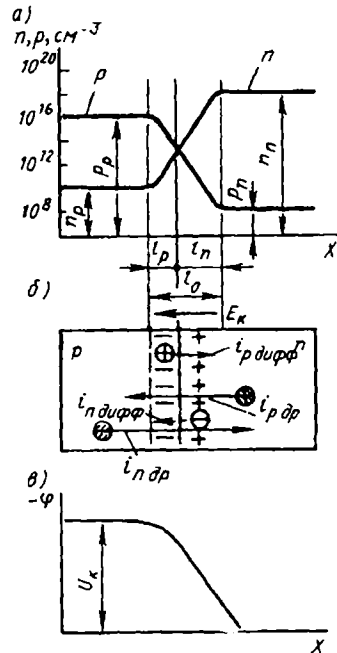 а)
n, p, см⁻³
10²⁰
p
n
10¹⁶
10¹²
10⁸
n_p
p_p
p_n
n_n
X
l_p
l_n
l_0
б)
E_к
p
n
i_p дифф
i_n дифф
i_p др
i_n др
в)
-φ
U_к
X